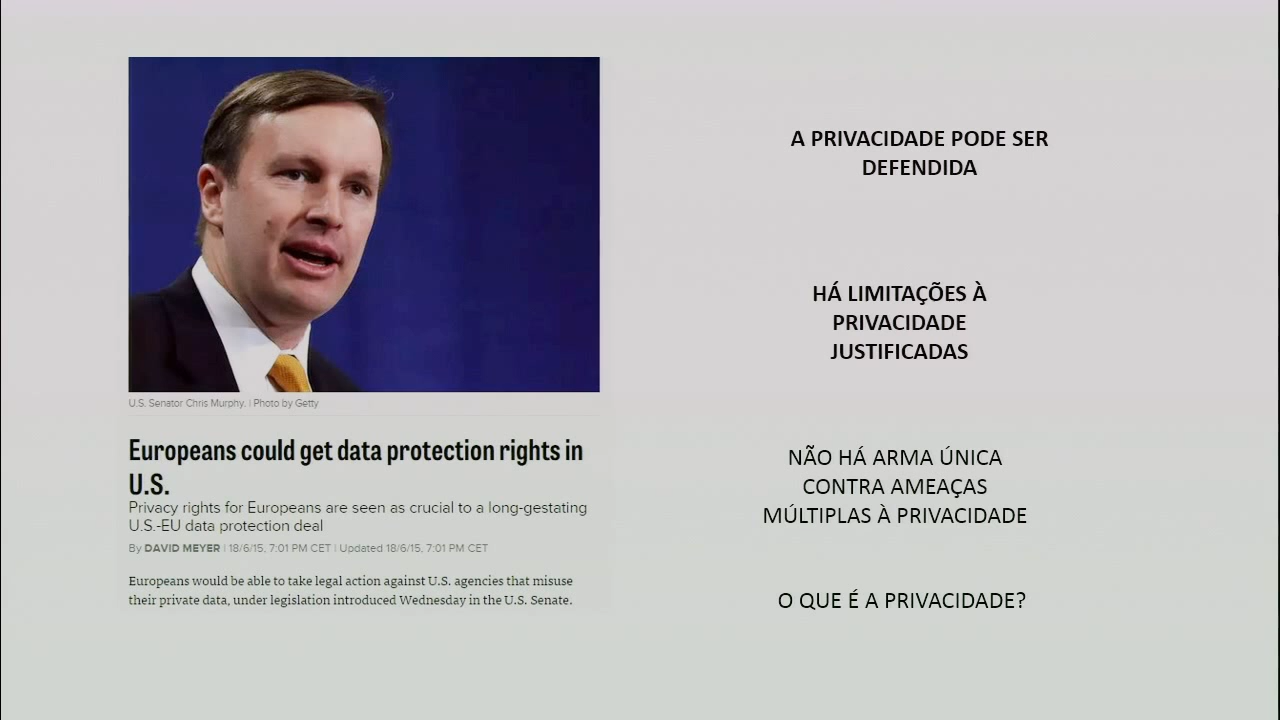 U.S. Senator Chris Murphy. | Photo by Getty
Europeans could get data protection rights in
U.S.
Privacy rights for Europeans are seen as crucial to a long-gestating
U.S.-EU data protection deal
By DAVID MEYER | 18/6/15, 7:01 PM CET | Updated 18/6/15, 7:01 PM CET
Europeans would be able to take legal action against U.S. agencies that misuse
their private data, under legislation introduced Wednesday in the U.S. Senate.
A PRIVACIDADE PODE SER
DEFENDIDA
HÁ LIMITAÇÕES À
PRIVACIDADE
JUSTIFICADAS
NÃO HÁ ARMA ÚNICA
CONTRA AMEAÇAS
MÚLTIPLAS À PRIVACIDADE
O QUE É A PRIVACIDADE?